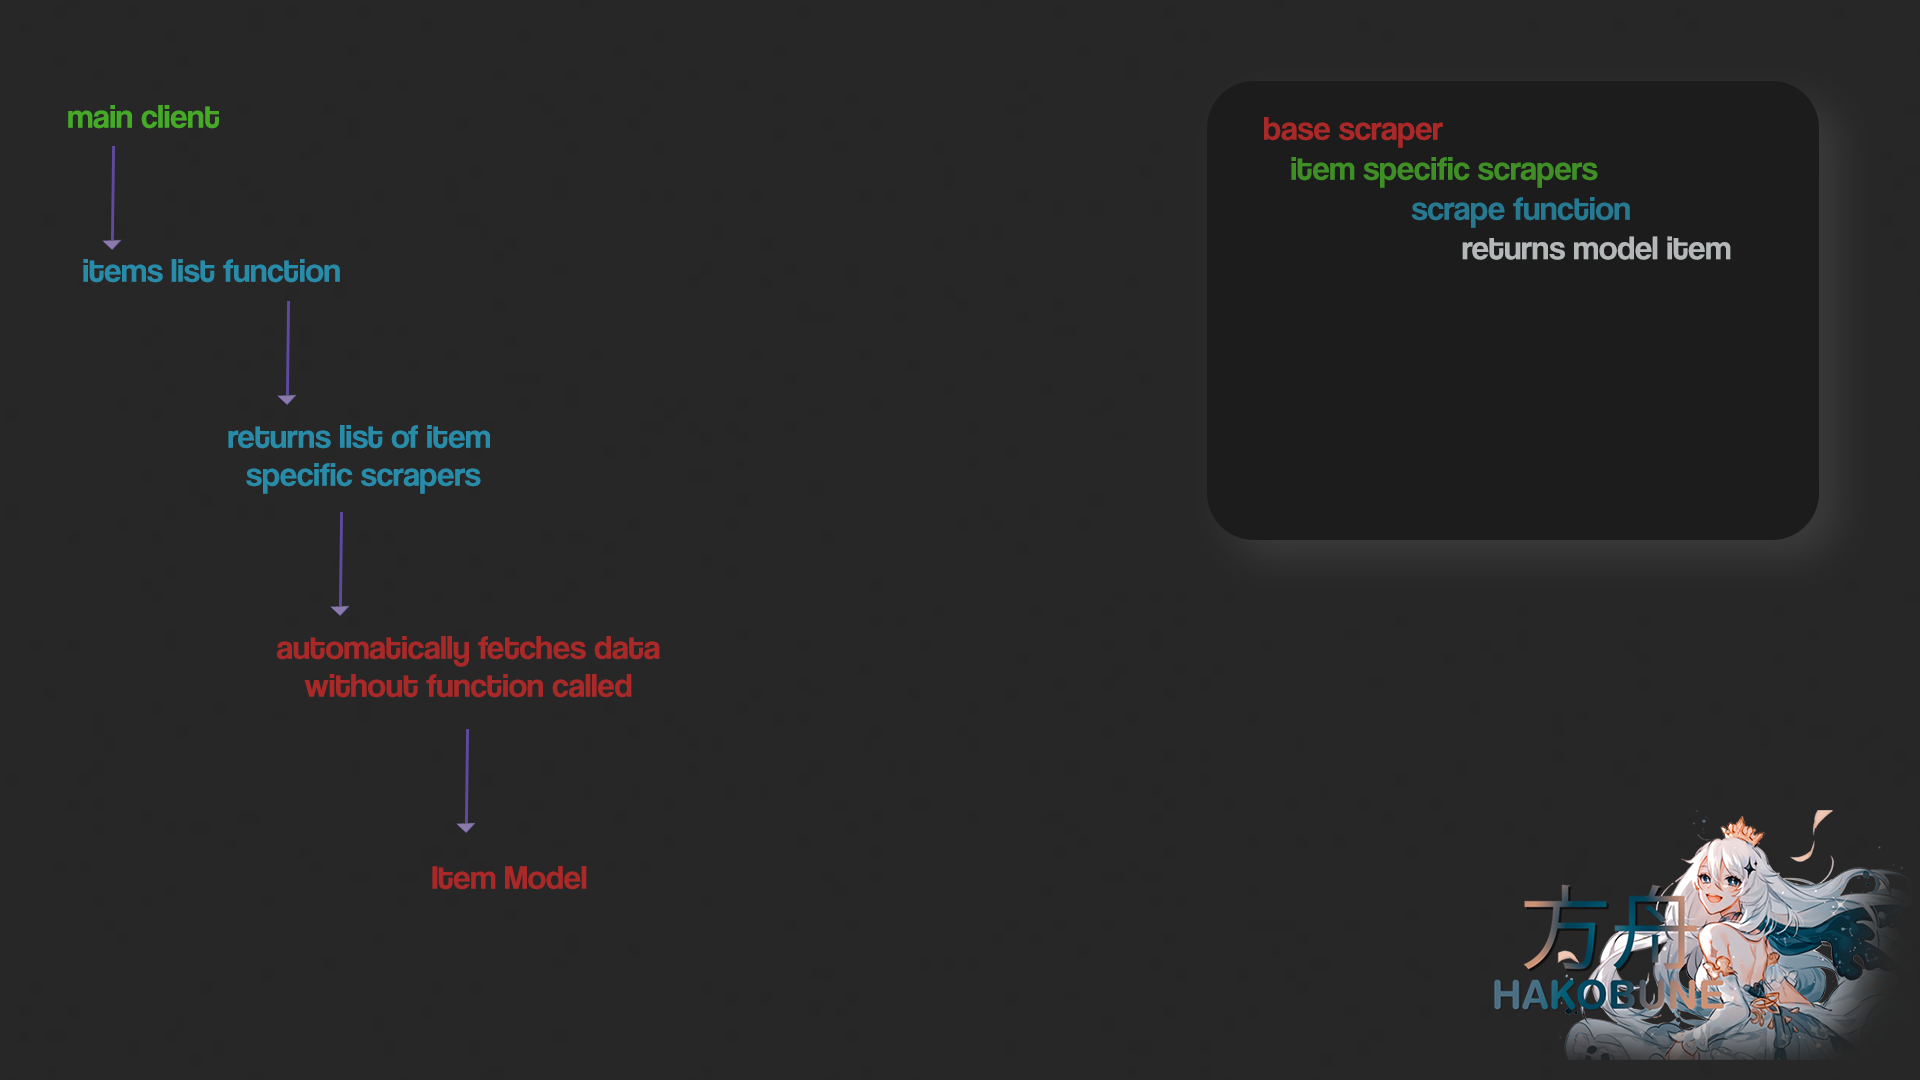 main client
items list function
returns list of item
specific scrapers
automatically fetches data
without function called
Item Model
base scraper
item specific scrapers
scrape function
returns model item
方舟
HAKOBUNE